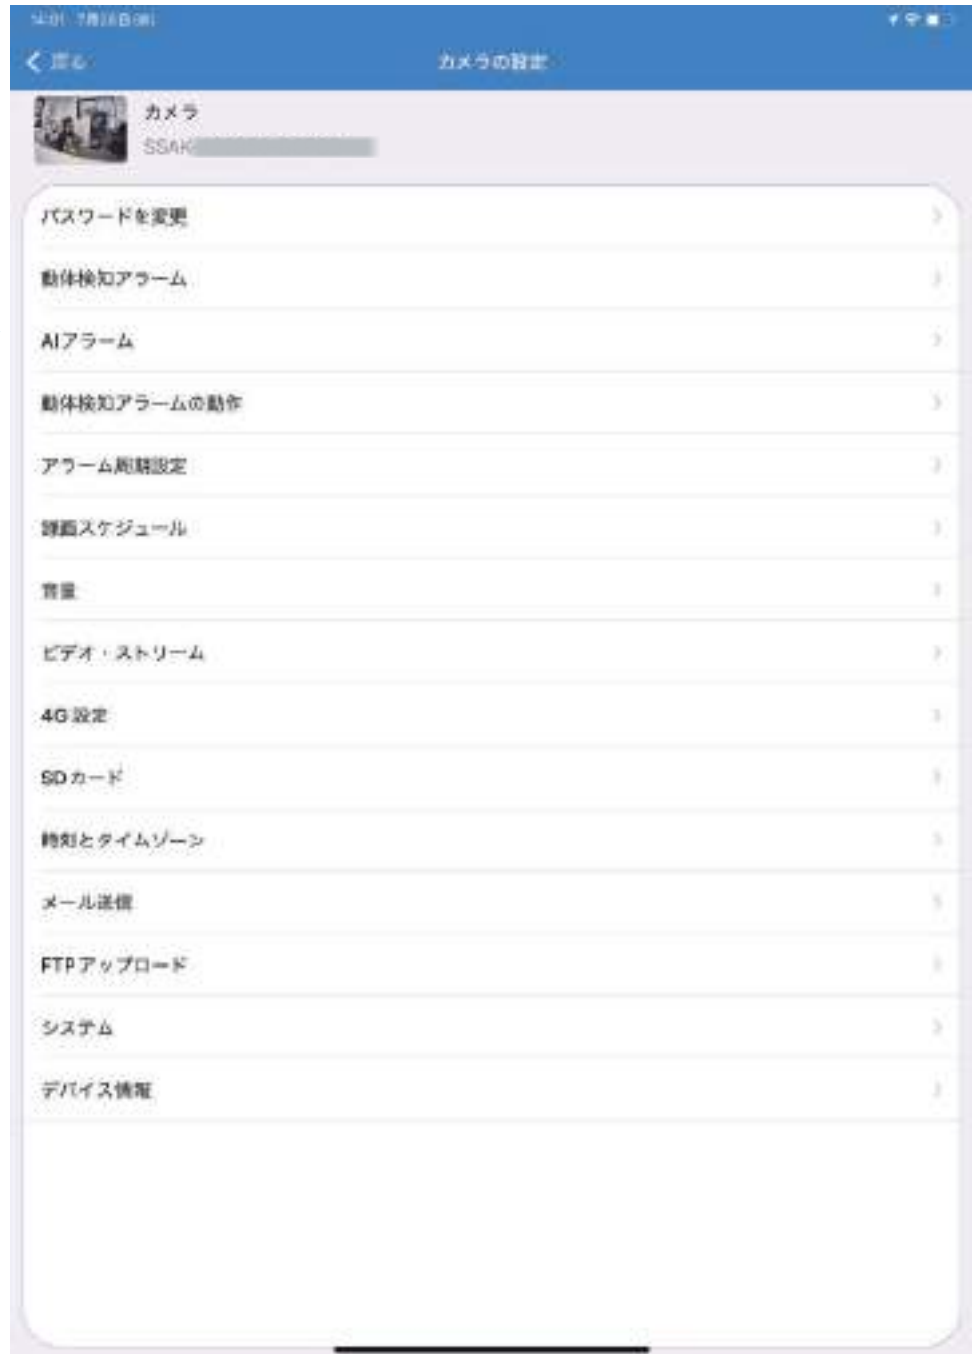 14:01
戻る
カメラの設定
カメラ
SSAK
パスワードを変更
動体検知アラーム
AIアラーム
動体検知アラームの動作
アラーム周期設定
録画スケジュール
音量
ビデオ・ストリーム
4G 設定
SD カード
時刻とタイムゾーン
メール送信
FTP アップロード
システム
デバイス情報